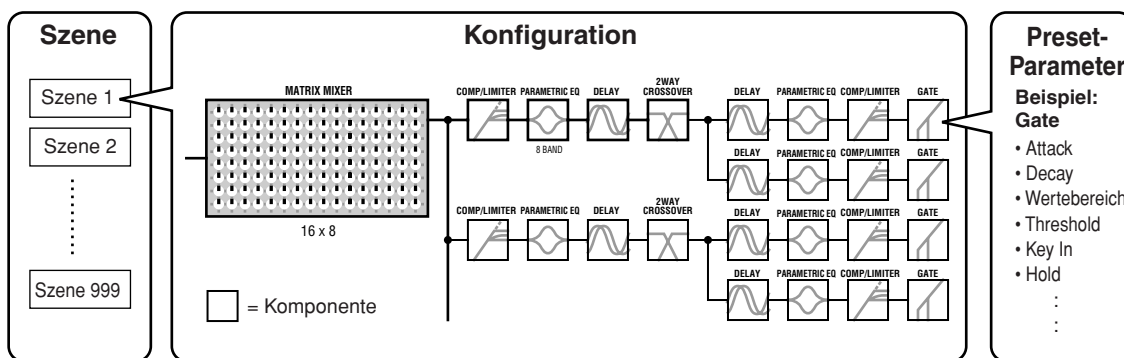 Szene
Szene 1
Szene 2
Szene 999
Konfiguration
MATRIX MIXER
16 x 8
= Komponente
COMP/LIMITER PARAMETRIC EQ DELAY 2WAY CROSSOVER
8 BAND
DELAY PARAMETRIC EQ COMP/LIMITER GATE
DELAY PARAMETRIC EQ COMP/LIMITER GATE
COMP/LIMITER PARAMETRIC EQ DELAY 2WAY CROSSOVER
DELAY PARAMETRIC EQ COMP/LIMITER GATE
DELAY PARAMETRIC EQ COMP/LIMITER GATE
Preset-
Parameter
Beispiel:
Gate
• Attack
• Decay
• Wertebereich
• Threshold
• Key In
• Hold
:
: